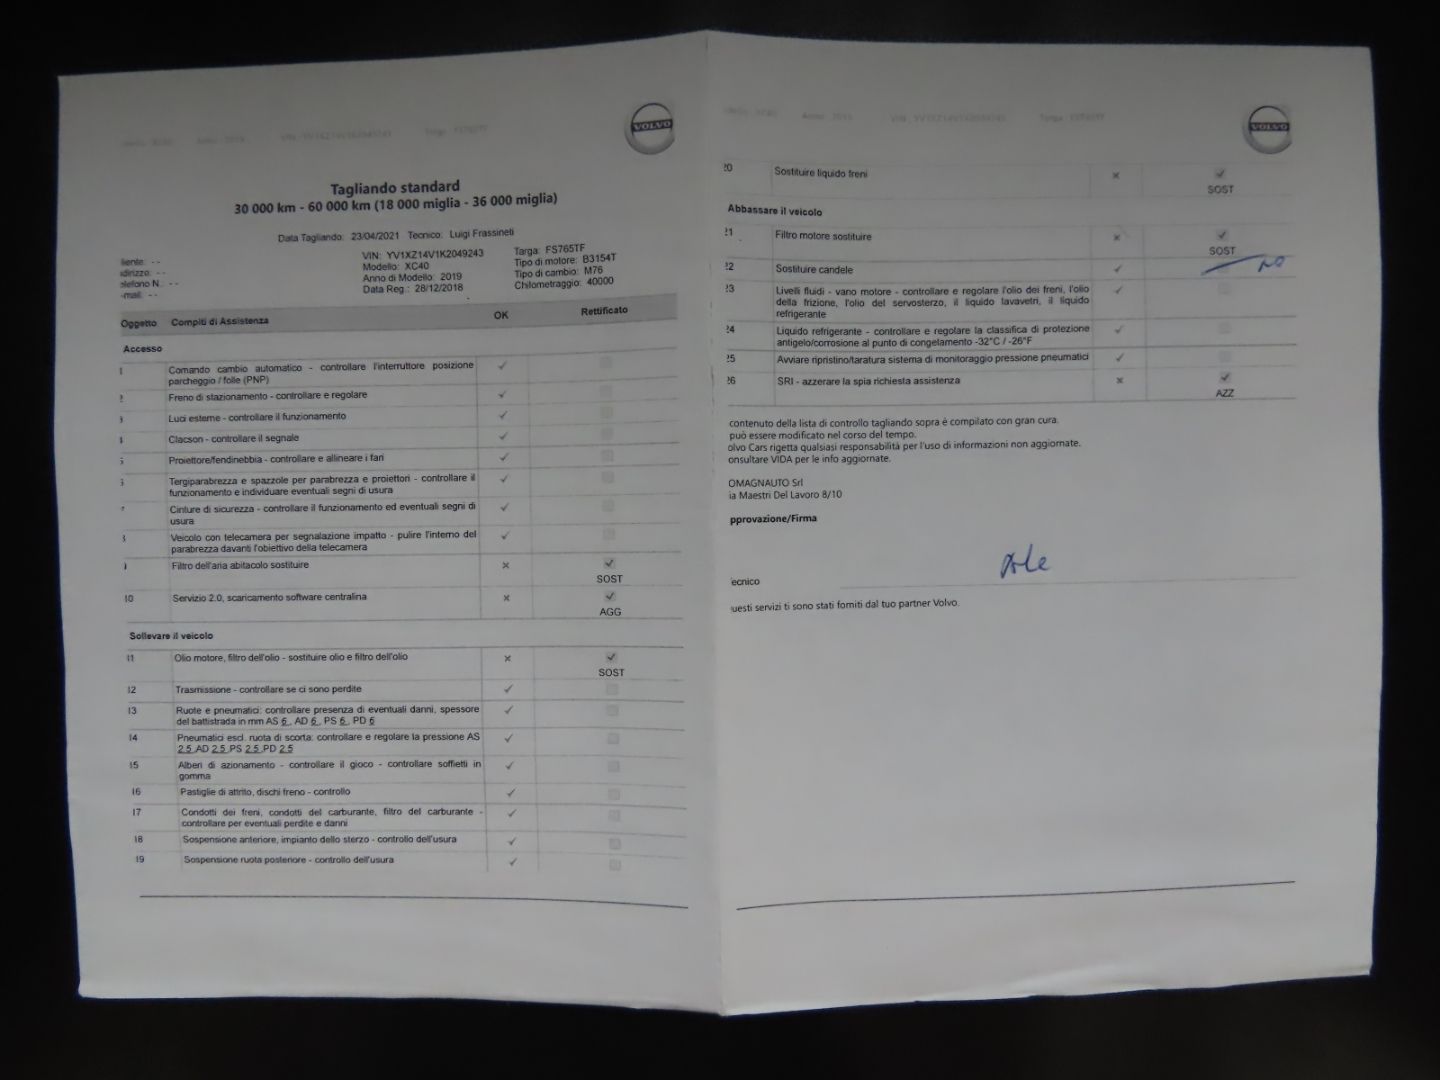 VOLVO
Tagliando standard
30 000 km - 60 000 km (18 000 miglia - 36 000 miglia)
Data Tagliando: 23/04/2021 Tecnico: Luigi Frassineti
liente: - -
dirizzo: - -
elefono N.: - -
-mail: - -
VIN: YV1XZ14V1K2049243
Modello: XC40
Anno di Modello: 2019
Data Reg.: 28/12/2018
Targa: FS765TF
Tipo di motore: B3154T
Tipo di cambio: M76
Chilometraggio: 40000
Oggetto Compiti di Assistenza OK Rettificato
Accesso
Comando cambio automatico - controllare l'interruttore posizione
parcheggio / folle (PNP)
Freno di stazionamento - controllare e regolare
Luci esterne - controllare il funzionamento
Clacson - controllare il segnale
Proiettore/fendinebbia - controllare e allineare i fari
Tergiparabrezza e spazzole per parabrezza e proiettori - controllare il
funzionamento e individuare eventuali segni di usura
Cinture di sicurezza - controllare il funzionamento ed eventuali segni di
usura
Veicolo con telecamera per segnalazione impatto - pulire l'interno del
parabrezza davanti l'obiettivo della telecamera
Filtro dell'aria abitacolo sostituire
SOST
10 Servizio 2.0, scaricamento software centralina
AGG
Sollevare il veicolo
11 Olio motore, filtro dell'olio - sostituire olio e filtro dell'olio
SOST
12 Trasmissione - controllare se ci sono perdite
13 Ruote e pneumatici: controllare presenza di eventuali danni, spessore
del battistrada in mm AS 6 , AD 6 , PS 6 , PD 6
14 Pneumatici escl. ruota di scorta: controllare e regolare la pressione AS
2.5 AD 2.5 PS 2.5 PD 2.5
15 Alberi di azionamento - controllare il gioco - controllare soffietti in
gomma
16 Pastiglie di attrito, dischi freno - controllo
17 Condotti dei freni, condotti del carburante, filtro del carburante -
controllare per eventuali perdite e danni
18 Sospensione anteriore, impianto dello sterzo - controllo dell'usura
19 Sospensione ruota posteriore - controllo dell'usura
VOLVO
20 Sostituire liquido freni
SOST
Abbassare il veicolo
21 Filtro motore sostituire
SOST
22 Sostituire candele
NO
23 Livelli fluidi - vano motore - controllare e regolare l'olio dei freni, l'olio
della frizione, l'olio del servosterzo, il liquido lavavetri, il liquido
refrigerante
24 Liquido refrigerante - controllare e regolare la classifica di protezione
antigelo/corrosione al punto di congelamento -32°C / -26°F
25 Avviare ripristino/taratura sistema di monitoraggio pressione pneumatici
26 SRI - azzerare la spia richiesta assistenza
AZZ
contenuto della lista di controllo tagliando sopra è compilato con gran cura.
può essere modificato nel corso del tempo.
olvo Cars rigetta qualsiasi responsabilità per l'uso di informazioni non aggiornate.
onsultare VIDA per le info aggiornate.
OMAGNAUTO Srl
ia Maestri Del Lavoro 8/10
pprovazione/Firma
ecnico
uesti servizi ti sono stati forniti dal tuo partner Volvo.